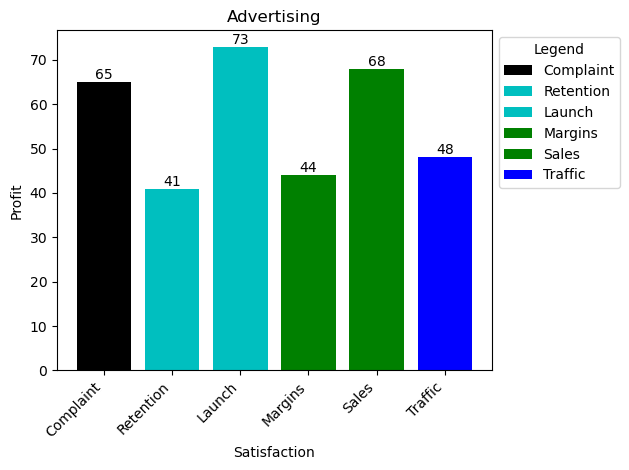 Advertising
Profit
70
60
50
40
30
20
10
0
65
41
73
44
68
48
Complaint
Retention
Launch
Margins
Sales
Traffic
Satisfaction
Legend
Complaint
Retention
Launch
Margins
Sales
Traffic